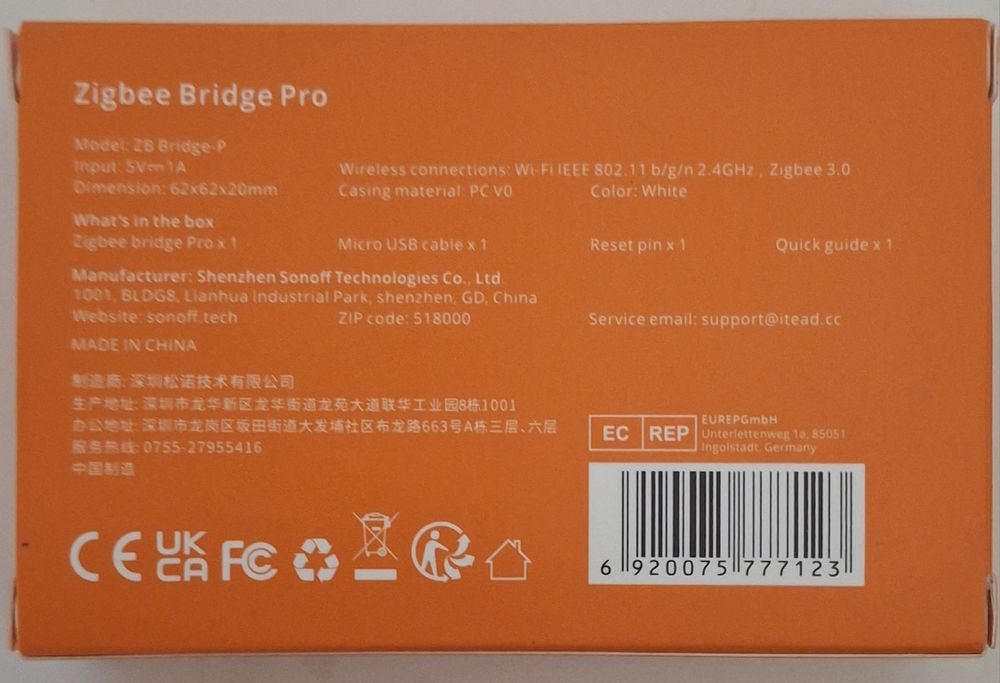 Zigbee Bridge Pro
Model: ZB Bridge-P
Input: 5V⎓1A Wireless connections: Wi-Fi IEEE 802.11 b/g/n 2.4GHz , Zigbee 3.0
Dimension: 62x62x20mm Casing material: PC V0 Color: White
What's in the box
Zigbee bridge Pro x 1 Micro USB cable x 1 Reset pin x 1 Quick guide x 1
Manufacturer: Shenzhen Sonoff Technologies Co., Ltd.
1001, BLDG8, Lianhua Industrial Park, shenzhen, GD, China
Website: sonoff.tech ZIP code: 518000 Service email: support@itead.cc
MADE IN CHINA
制造商: 深圳松诺技术有限公司
生产地址: 深圳市龙华新区龙华街道龙苑大道联华工业园8栋1001
办公地址: 深圳市龙岗区坂田街道大发埔社区布龙路663号A栋三层、六层
服务热线: 0755-27955416
中国制造
EC REP
EUREPGmbH
Unterlettenweg 1a, 85051
Ingolstadt, Germany
CE UK CA FC
6 920075 777123